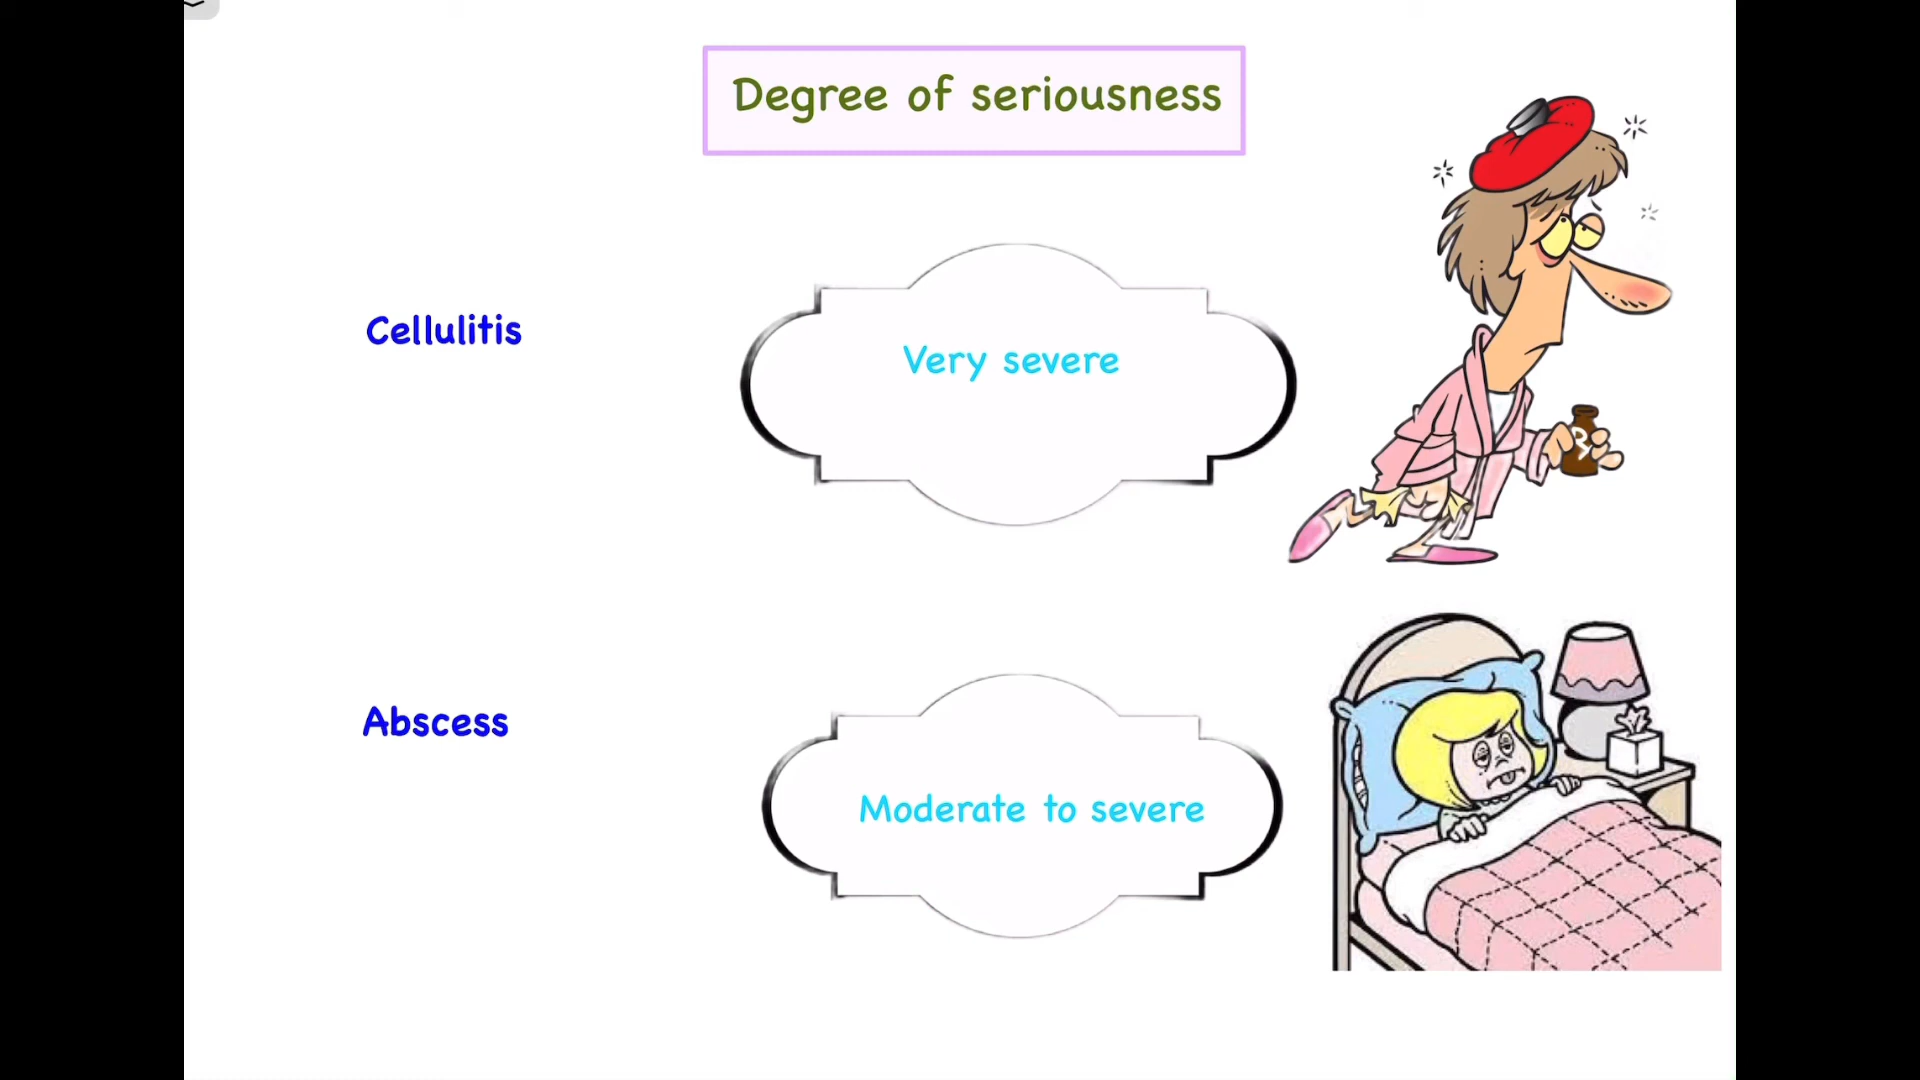 Degree of seriousness
Cellulitis
Very severe
Abscess
Moderate to severe